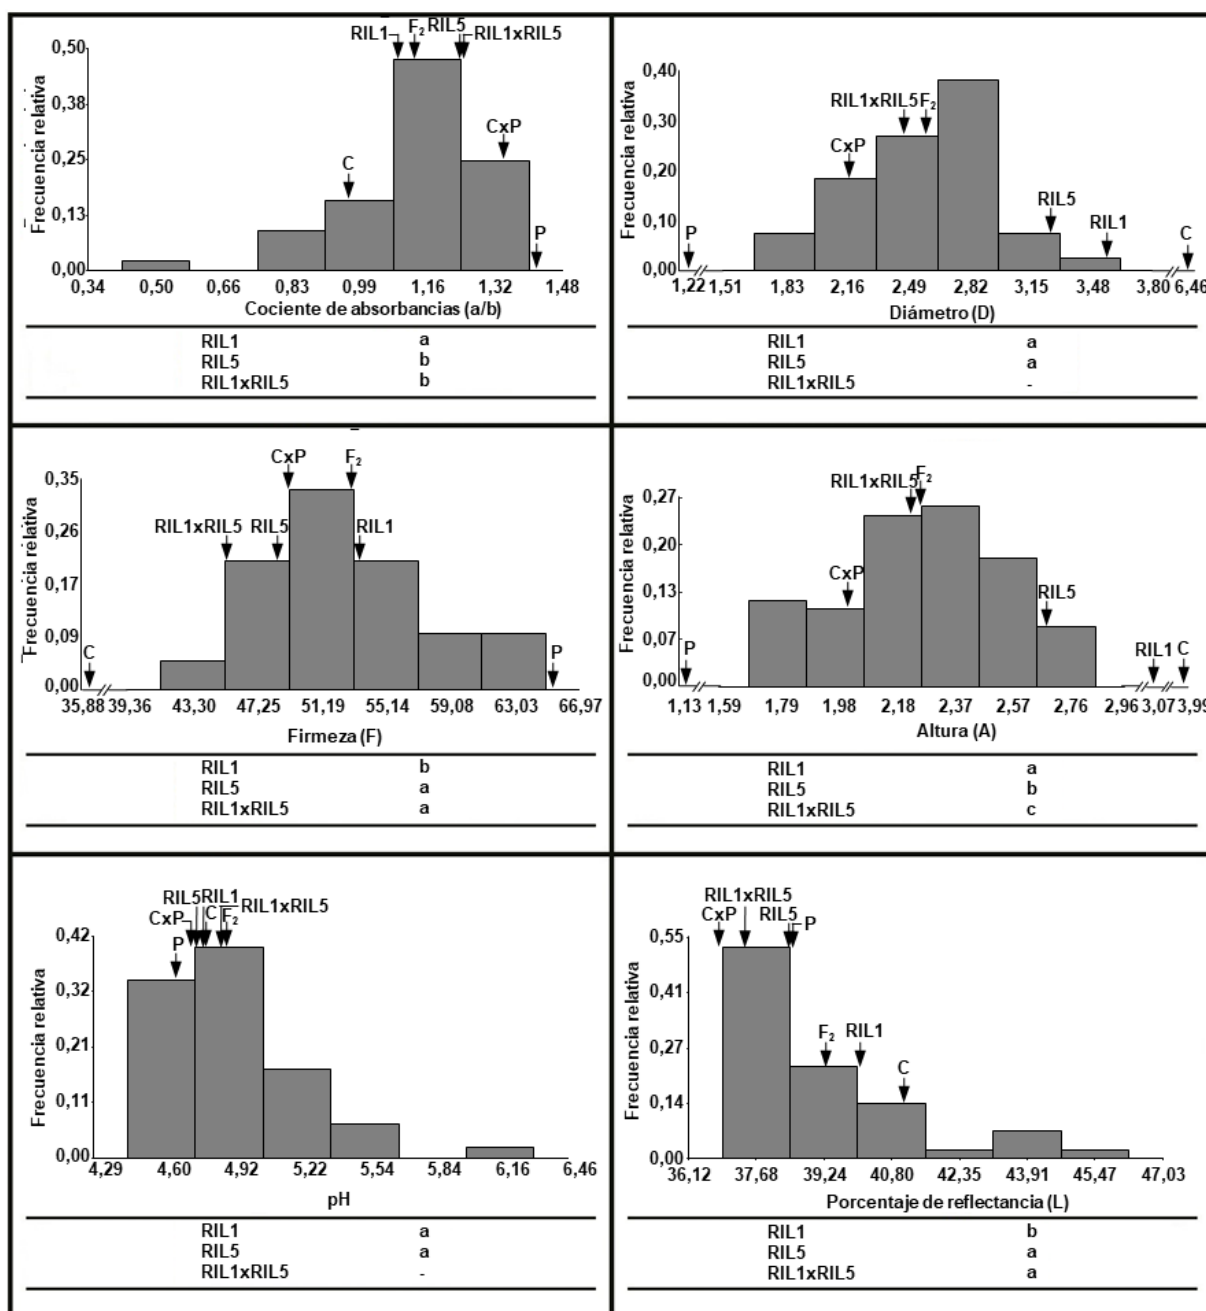 RIL1
F₂
RIL5
RIL1xRIL5
0,50
0,38
0,25
0,13
0,00
Frecuencia relativa
C
CxP
P
0,34 0,50 0,66 0,83 0,99 1,16 1,32 1,48
Cociente de absorbancias (a/b)
RIL1 a
RIL5 b
RIL1xRIL5 b
0,40
0,30
0,20
0,10
0,00
Frecuencia relativa
RIL1xRIL5 F₂
CxP
RIL5
RIL1
P
C
1,22 1,51 1,83 2,16 2,49 2,82 3,15 3,48 3,80 6,46
Diámetro (D)
RIL1 a
RIL5 a
RIL1xRIL5 -
CxP
F₂
0,35
0,26
0,17
0,09
0,00
Frecuencia relativa
RIL1xRIL5 RIL5 RIL1
C
P
35,88 39,36 43,30 47,25 51,19 55,14 59,08 63,03 66,97
Firmeza (F)
RIL1 b
RIL5 a
RIL1xRIL5 a
0,27
0,20
0,13
0,07
0,00
Frecuencia relativa
RIL1xRIL5 F₂
CxP
RIL5
P
RIL1 C
1,13 1,59 1,79 1,98 2,18 2,37 2,57 2,76 2,96 3,07 3,99
Altura (A)
RIL1 a
RIL5 b
RIL1xRIL5 c
RIL5 RIL1
RIL1xRIL5
CxP C F₂
P
0,42
0,32
0,21
0,11
0,00
Frecuencia relativa
4,29 4,60 4,92 5,22 5,54 5,84 6,16 6,46
pH
RIL1 a
RIL5 a
RIL1xRIL5 -
RIL1xRIL5
CxP RIL5
P
0,55
0,41
0,27
0,14
0,00
Frecuencia relativa
F₂ RIL1
C
36,12 37,68 39,24 40,80 42,35 43,91 45,47 47,03
Porcentaje de reflectancia (L)
RIL1 b
RIL5 a
RIL1xRIL5 a